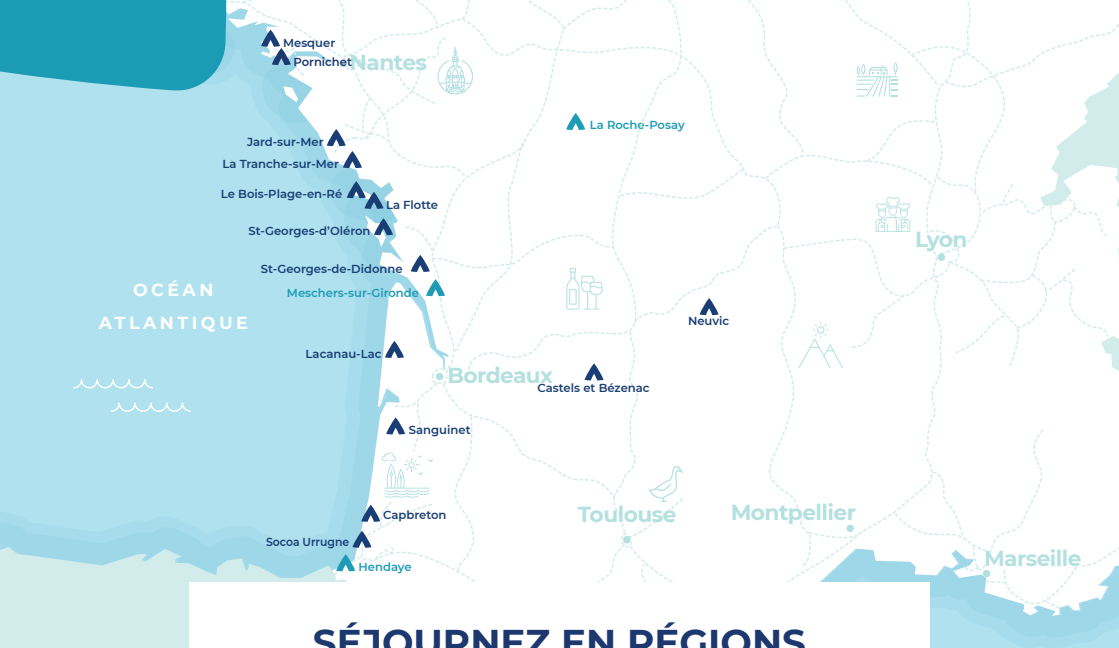 Mesquer
Pornichet
Nantes
La Roche-Posay
Jard-sur-Mer
La Tranche-sur-Mer
Le Bois-Plage-en-Ré
La Flotte
St-Georges-d'Oléron
Lyon
St-Georges-de-Didonne
OCÉAN
ATLANTIQUE
Meschers-sur-Gironde
Neuvic
Lacanau-Lac
Bordeaux
Castels et Bézenac
Sanguinet
Capbreton
Toulouse
Montpellier
Socoa Urrugne
Marseille
Hendaye
SÉJOURNEZ EN RÉGIONS